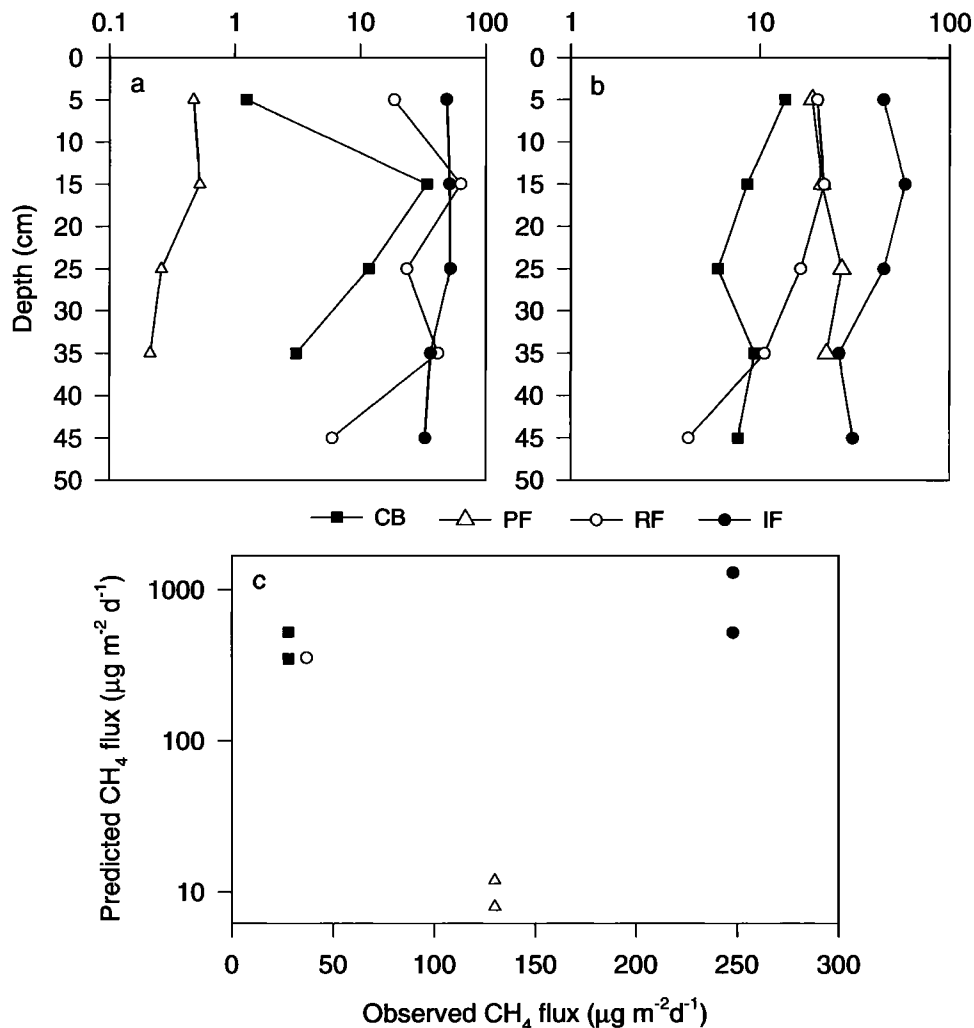 0.1 1 10 100
1 10 100
a
b
0
5
10
15
20
25
30
35
40
45
50
Depth (cm)
0
5
10
15
20
25
30
35
40
45
50
CB PF RF IF
c
1000
100
10
Predicted CH₄ flux (μg m⁻² d⁻¹)
0 50 100 150 200 250 300
Observed CH₄ flux (μg m⁻²d⁻¹)